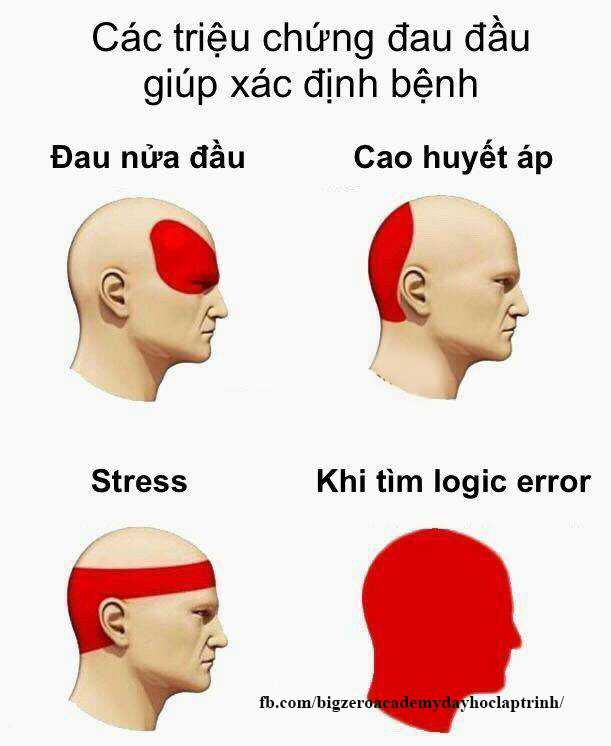 Các triệu chứng đau đầu
giúp xác định bệnh
Đau nửa đầu
Cao huyết áp
Stress
Khi tìm logic error
fb.com/bigzeroacademydayhoclaptrinh/